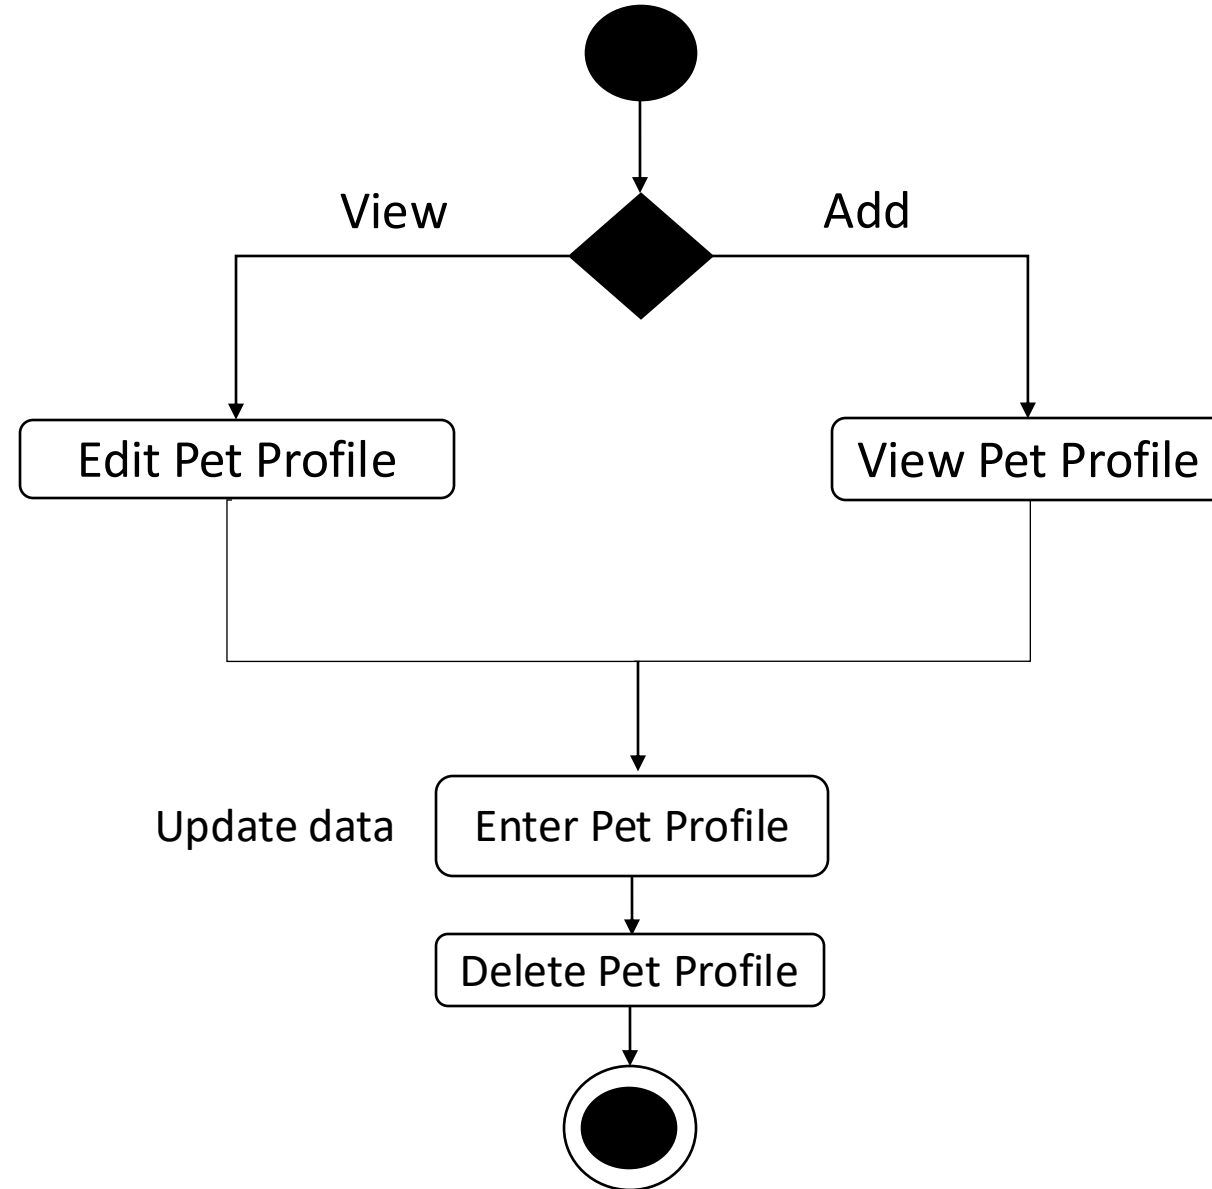 View
Add
Edit Pet Profile
View Pet Profile
Update data
Enter Pet Profile
Delete Pet Profile